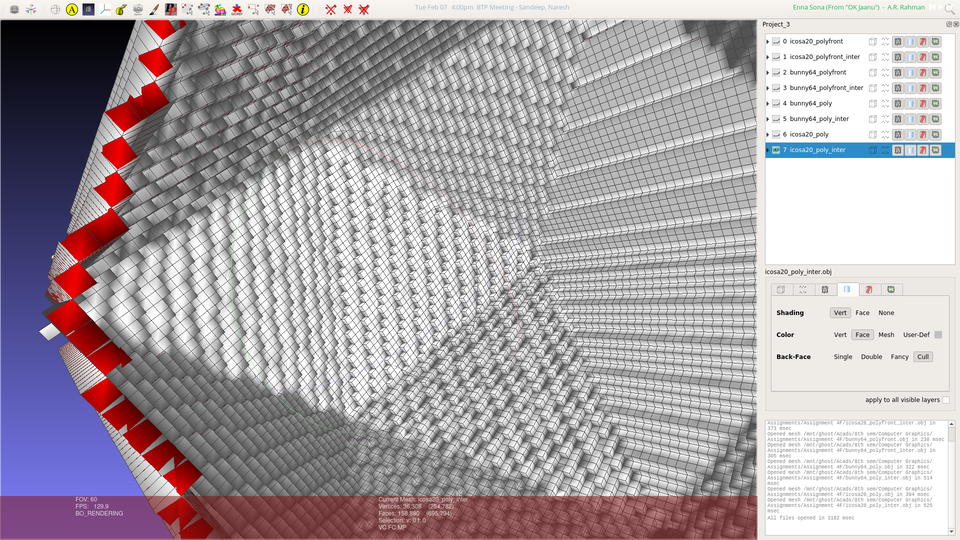 Tue Feb 07 4:00pm BTP Meeting - Sandeep, Naresh
Enna Sona (From "OK Jaanu") - A.R. Rahman
Project_3
0 icosa20_polyfront
1 icosa20_polyfront_inter
2 bunny64_polyfront
3 bunny64_polyfront_inter
4 bunny64_poly
5 bunny64_poly_inter
6 icosa20_poly
7 icosa20_poly_inter
icosa20_poly_inter.obj
Shading Vert Face None
Color Vert Face Mesh User-Def
Back-Face Single Double Fancy Cull
apply to all visible layers
Assignments/Assignment 4F/icosa20_polyfront_inter.obj in
373 msec
Opened mesh /mnt/ghost/Acads/8th sem/Computer Graphics/
Assignments/Assignment 4F/bunny64_polyfront.obj in 238 msec
Opened mesh /mnt/ghost/Acads/8th sem/Computer Graphics/
Assignments/Assignment 4F/bunny64_polyfront_inter.obj in
305 msec
Opened mesh /mnt/ghost/Acads/8th sem/Computer Graphics/
Assignments/Assignment 4F/bunny64_poly.obj in 322 msec
Opened mesh /mnt/ghost/Acads/8th sem/Computer Graphics/
Assignments/Assignment 4F/bunny64_poly_inter.obj in 514
msec
Opened mesh /mnt/ghost/Acads/8th sem/Computer Graphics/
Assignments/Assignment 4F/icosa20_poly.obj in 394 msec
Opened mesh /mnt/ghost/Acads/8th sem/Computer Graphics/
Assignments/Assignment 4F/icosa20_poly_inter.obj in 525
msec
All files opened in 3182 msec
FOV: 60
FPS: 129.9
BO_RENDERING
Current Mesh: icosa20_poly_inter
Vertices:
Faces:
Selection: v: 0 f: 0
VC FC MP